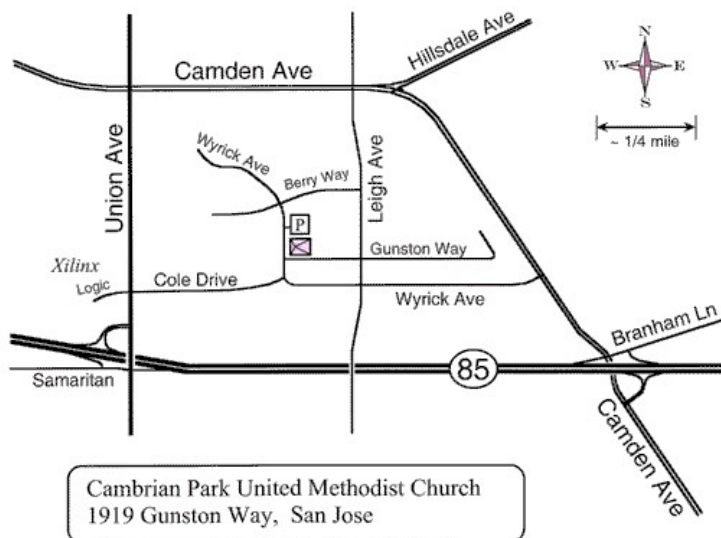 Hillsdale Ave
N
W E
S
~ 1/4 mile
Camden Ave
Union Ave
Wyrick Ave
Berry Way
Leigh Ave
P
Gunston Way
Xilinx
Logic
Cole Drive
Wyrick Ave
Branham Ln
85
Samaritan
Camden Ave
Cambrian Park United Methodist Church
1919 Gunston Way, San Jose